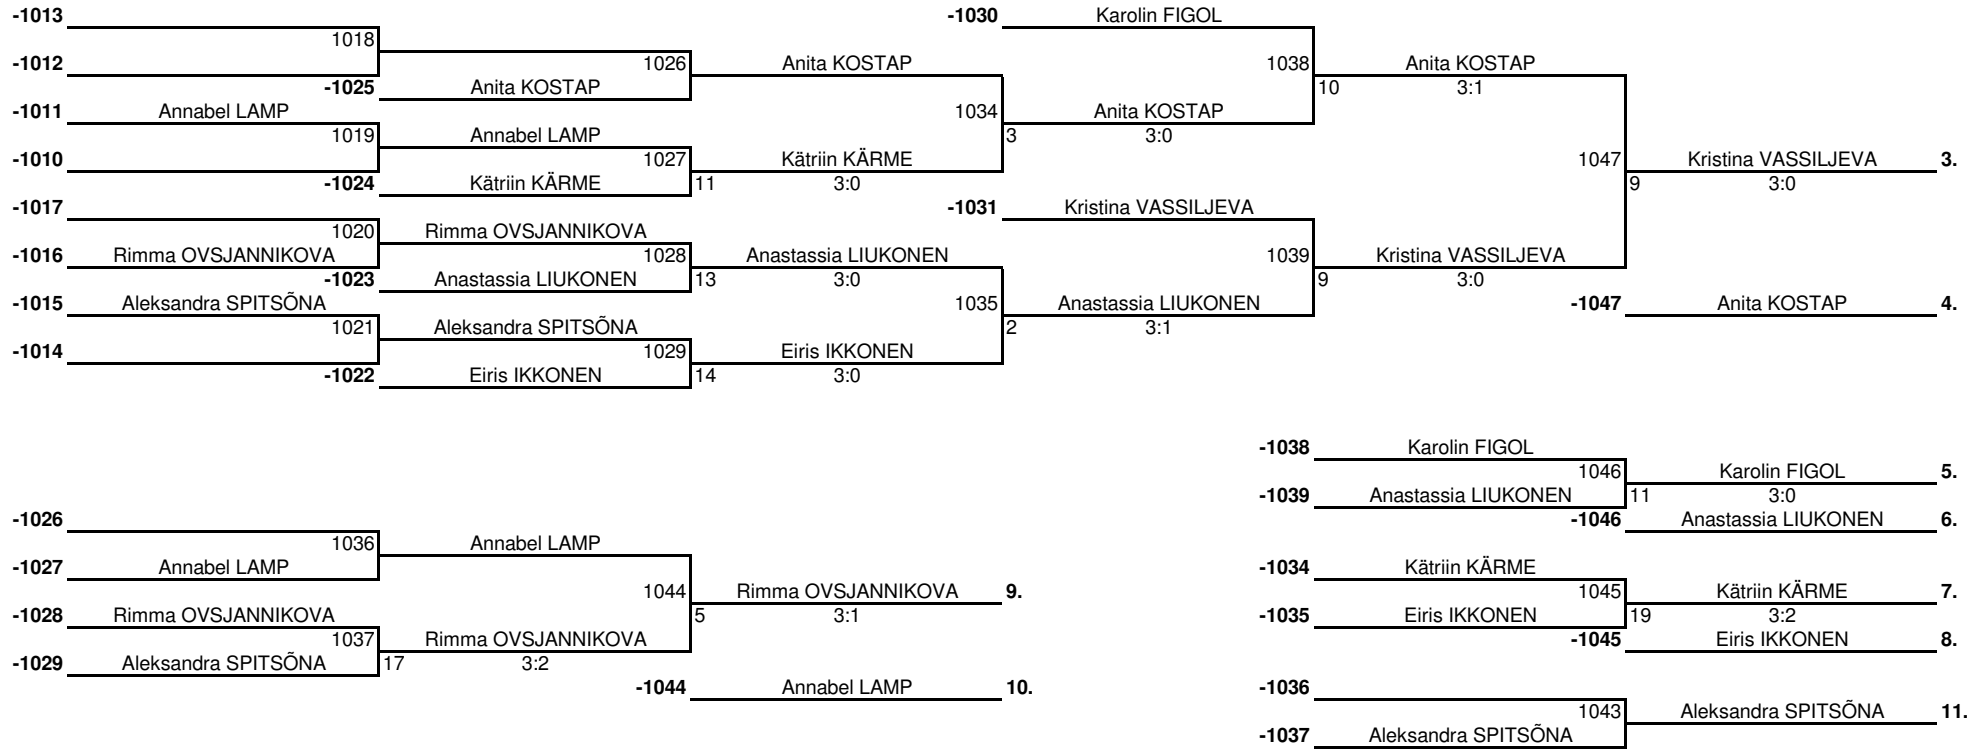 -1013 -1030 Karolin FIGOL
1018
-1012 1026 Anita KOSTAP 1038 Anita KOSTAP
-1025 Anita KOSTAP 10 3:1
-1011 Annabel LAMP 1034 Anita KOSTAP
1019 Annabel LAMP 3 3:0
-1010 1027 Kätriin KÄRME 1047 Kristina VASSILJEVA 3.
-1024 Kätriin KÄRME 11 3:0 9 3:0
-1017 -1031 Kristina VASSILJEVA
1020 Rimma OVSJANNIKOVA
-1016 Rimma OVSJANNIKOVA 1028 Anastassia LIUKONEN 1039 Kristina VASSILJEVA
-1023 Anastassia LIUKONEN 13 3:0 9 3:0
-1015 Aleksandra SPITSÕNA 1035 Anastassia LIUKONEN -1047 Anita KOSTAP 4.
1021 Aleksandra SPITSÕNA 2 3:1
-1014 1029 Eiris IKKONEN
-1022 Eiris IKKONEN 14 3:0
-1038 Karolin FIGOL
1046 Karolin FIGOL 5.
-1039 Anastassia LIUKONEN 11 3:0
-1026 -1046 Anastassia LIUKONEN 6.
1036 Annabel LAMP
-1027 Annabel LAMP -1034 Kätriin KÄRME
1044 Rimma OVSJANNIKOVA 9. 1045 Kätriin KÄRME 7.
-1028 Rimma OVSJANNIKOVA 5 3:1 -1035 Eiris IKKONEN 19 3:2
1037 Rimma OVSJANNIKOVA -1045 Eiris IKKONEN 8.
-1029 Aleksandra SPITSÕNA 17 3:2
-1044 Annabel LAMP 10. -1036
1043 Aleksandra SPITSÕNA 11.
-1037 Aleksandra SPITSÕNA